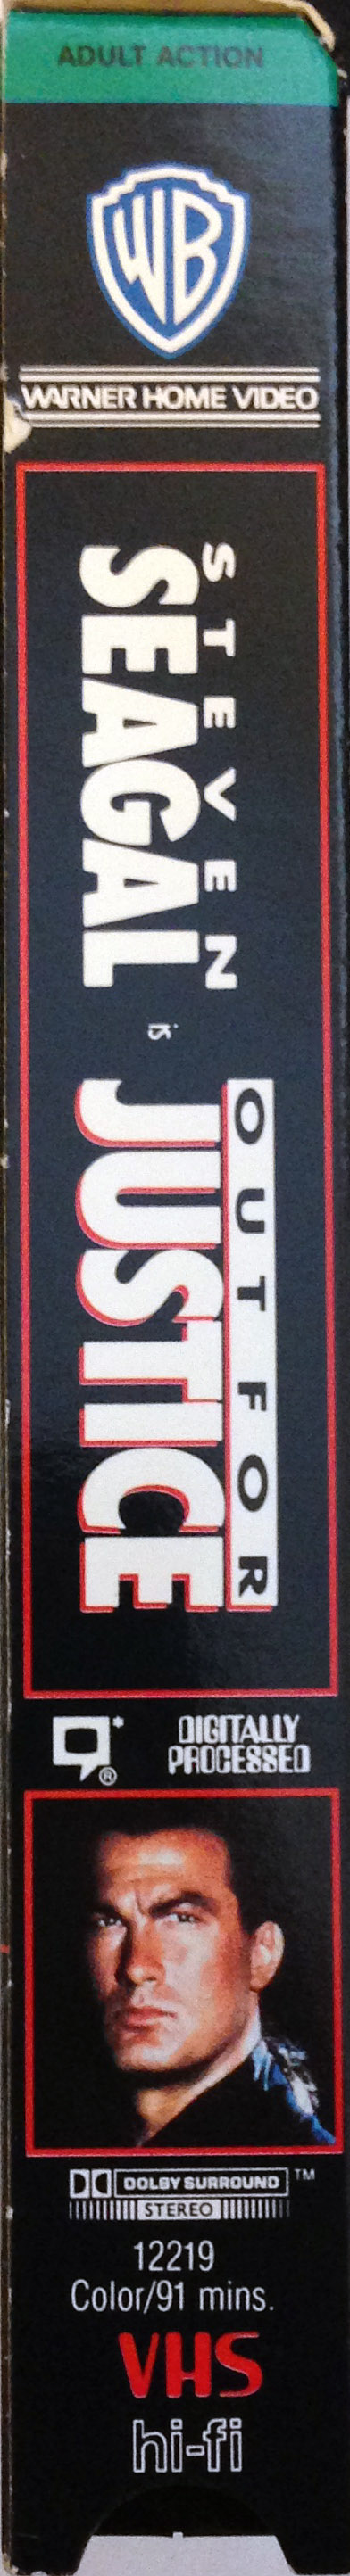 ADULT ACTION
WB
WARNER HOME VIDEO
STEVEN
SEAGAL
is
OUT FOR
JUSTICE
*
®
DIGITALLY
PROCESSED
DOLBY SURROUND ™
STEREO
12219
Color/91 mins.
VHS
hi-fi